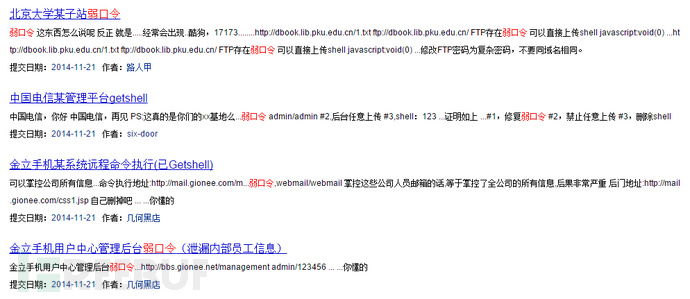 北京大学某子站弱口令
弱口令 这东西怎么说呢 反正 就是.....经常会出现. 酷狗，17173........http://dbook.lib.pku.edu.cn/1.txt ftp://dbook.lib.pku.edu.cn/ FTP存在弱口令 可以直接上传shell javascript:void(0) ...ht
tp://dbook.lib.pku.edu.cn/1.txt ftp://dbook.lib.pku.edu.cn/ FTP存在弱口令 可以直接上传shell javascript:void(0) ...修改FTP密码为复杂密码，不要同域名相同。
提交日期：2014-11-21 作者：路人甲
中国电信某管理平台getshell
中国电信，你好 中国电信，再见 PS:这真的是你们的xx基地么...弱口令 admin/admin #2,后台任意上传 #3,shell：123 ...证明如上 ...#1，修复弱口令 #2，禁止任意上传 #3，删除shell
提交日期：2014-11-21 作者：six-door
金立手机某系统远程命令执行(已Getshell)
可以掌控公司所有信息...命令执行地址:http://mail.gionee.com/m...弱口令,webmail/webmail 掌控这些公司人员邮箱的话,等于掌控了全公司的所有信息,后果非常严重 后门地址:http://mail
.gionee.com/css1.jsp 自己删掉吧 ... ...你懂的
提交日期：2014-11-21 作者：几何黑店
金立手机用户中心管理后台弱口令（泄漏内部员工信息）
金立手机用户中心管理后台弱口令...http://bbs.gionee.net/management admin/123456 ... ...你懂的
提交日期：2014-11-21 作者：几何黑店
FREEBUF